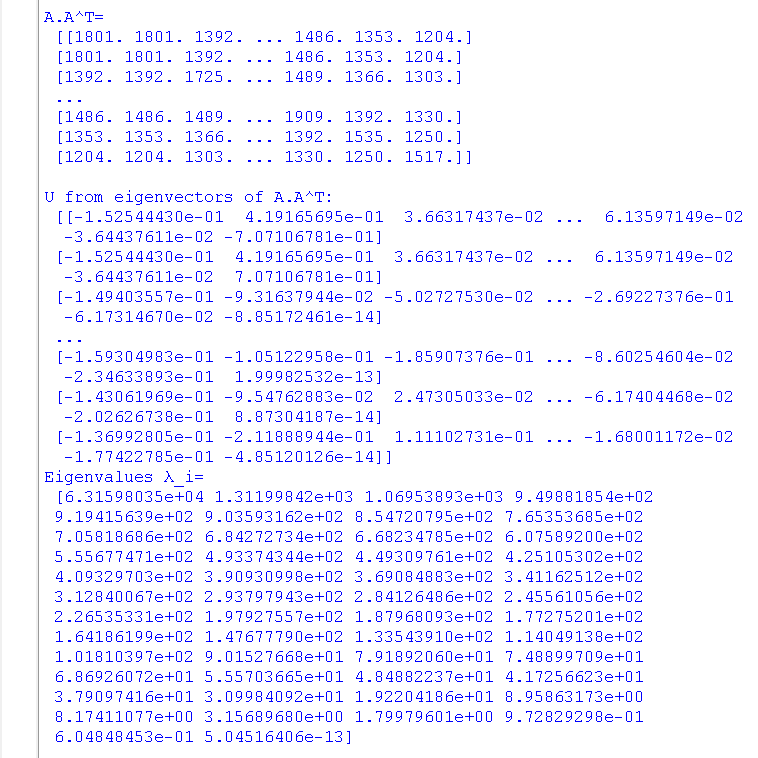 A.A^T=
[[1801. 1801. 1392. ... 1486. 1353. 1204.]
[1801. 1801. 1392. ... 1486. 1353. 1204.]
[1392. 1392. 1725. ... 1489. 1366. 1303.]
...
[1486. 1486. 1489. ... 1909. 1392. 1330.]
[1353. 1353. 1366. ... 1392. 1535. 1250.]
[1204. 1204. 1303. ... 1330. 1250. 1517.]]
U from eigenvectors of A.A^T:
[[-1.52544430e-01 4.19165695e-01 3.66317437e-02 ... 6.13597149e-02
-3.64437611e-02 -7.07106781e-01]
[-1.52544430e-01 4.19165695e-01 3.66317437e-02 ... 6.13597149e-02
-3.64437611e-02 7.07106781e-01]
[-1.49403557e-01 -9.31637944e-02 -5.02727530e-02 ... -2.69227376e-01
-6.17314670e-02 -8.85172461e-14]
...
[-1.59304983e-01 -1.05122958e-01 -1.85907376e-01 ... -8.60254604e-02
-2.34633893e-01 1.99982532e-13]
[-1.43061969e-01 -9.54762883e-02 2.47305033e-02 ... -6.17404468e-02
-2.02626738e-01 8.87304187e-14]
[-1.36992805e-01 -2.11888944e-01 1.11102731e-01 ... -1.68001172e-02
-1.77422785e-01 -4.85120126e-14]]
Eigenvalues λ_i=
[6.31598035e+04 1.31199842e+03 1.06953893e+03 9.49881854e+02
9.19415639e+02 9.03593162e+02 8.54720795e+02 7.65353685e+02
7.05818686e+02 6.84272734e+02 6.68234785e+02 6.07589200e+02
5.55677471e+02 4.93374344e+02 4.49309761e+02 4.25105302e+02
4.09329703e+02 3.90930998e+02 3.69084883e+02 3.41162512e+02
3.12840067e+02 2.93797943e+02 2.84126486e+02 2.45561056e+02
2.26535331e+02 1.97927557e+02 1.87968093e+02 1.77275201e+02
1.64186199e+02 1.47677790e+02 1.33543910e+02 1.14049138e+02
1.01810397e+02 9.01527668e+01 7.91892060e+01 7.48899709e+01
6.86926072e+01 5.55703665e+01 4.84882237e+01 4.17256623e+01
3.79097416e+01 3.09984092e+01 1.92204186e+01 8.95863173e+00
8.17411077e+00 3.15689680e+00 1.79979601e+00 9.72829298e-01
6.04848453e-01 5.04516406e-13]